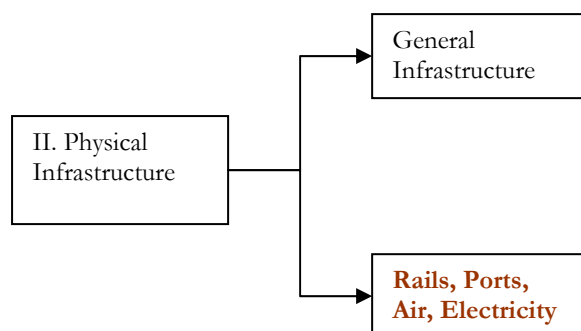 General
Infrastructure
II. Physical
Infrastructure
Rails, Ports,
Air, Electricity